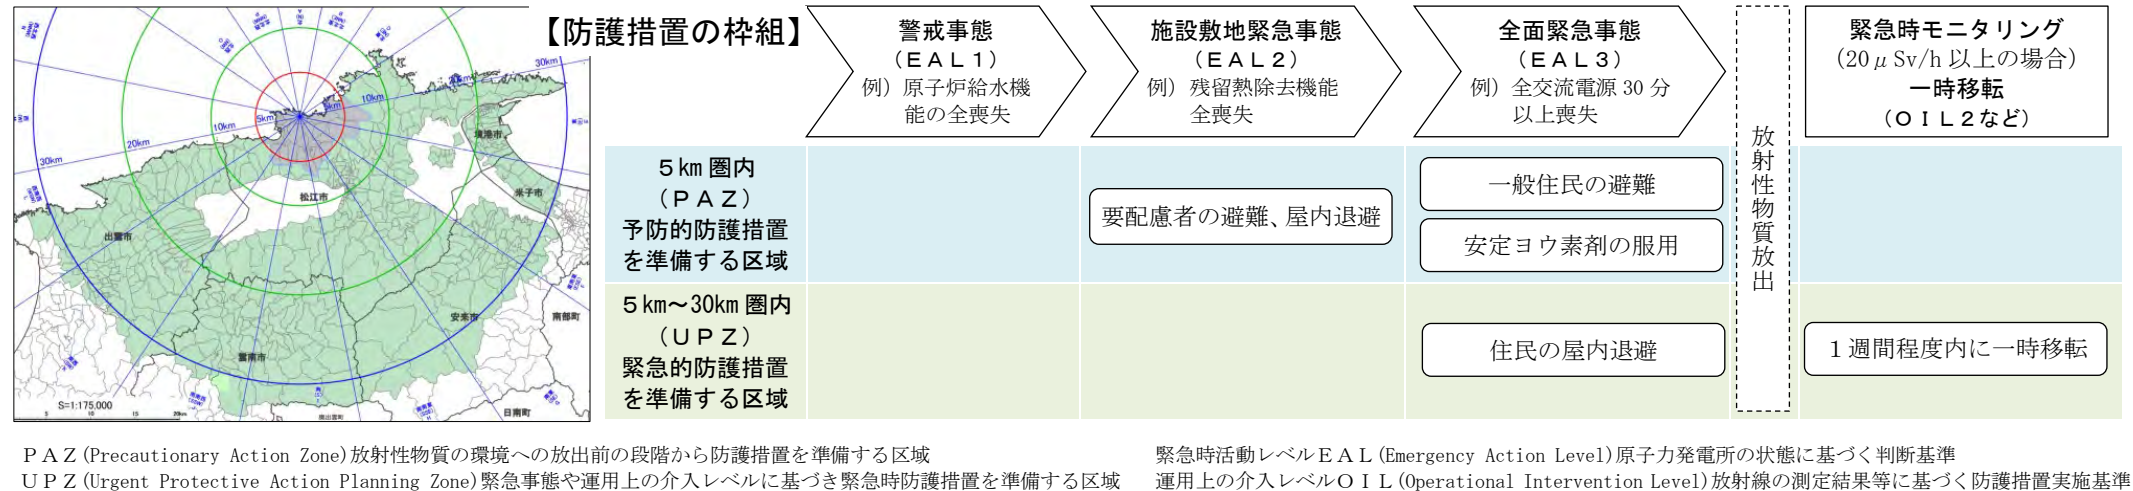 【防護措置の枠組】
警戒事態
（ＥＡＬ１）
例）原子炉給水機
能の全喪失
施設敷地緊急事態
（ＥＡＬ２）
例）残留熱除去機能
全喪失
全面緊急事態
（ＥＡＬ３）
例）全交流電源 30 分
以上喪失
放射性物質放出
緊急時モニタリング
（20μSv/h 以上の場合）
一時移転
（ＯＩＬ２など）
５km 圏内
（ＰＡＺ）
予防的防護措置
を準備する区域
要配慮者の避難、屋内退避
一般住民の避難
安定ヨウ素剤の服用
５km～30km 圏内
（ＵＰＺ）
緊急的防護措置
を準備する区域
住民の屋内退避
１週間程度内に一時移転
30km
10km
5km
5km
10km
20km
30km
境港市
米子市
松江市
出雲市
安来市
南部町
雲南市
日南町
S=1:175,000
5
10
15
20km
ＰＡＺ(Precautionary Action Zone)放射性物質の環境への放出前の段階から防護措置を準備する区域
ＵＰＺ(Urgent Protective Action Planning Zone)緊急事態や運用上の介入レベルに基づき緊急時防護措置を準備する区域
緊急時活動レベルＥＡＬ(Emergency Action Level)原子力発電所の状態に基づく判断基準
運用上の介入レベルＯＩＬ(Operational Intervention Level)放射線の測定結果等に基づく防護措置実施基準